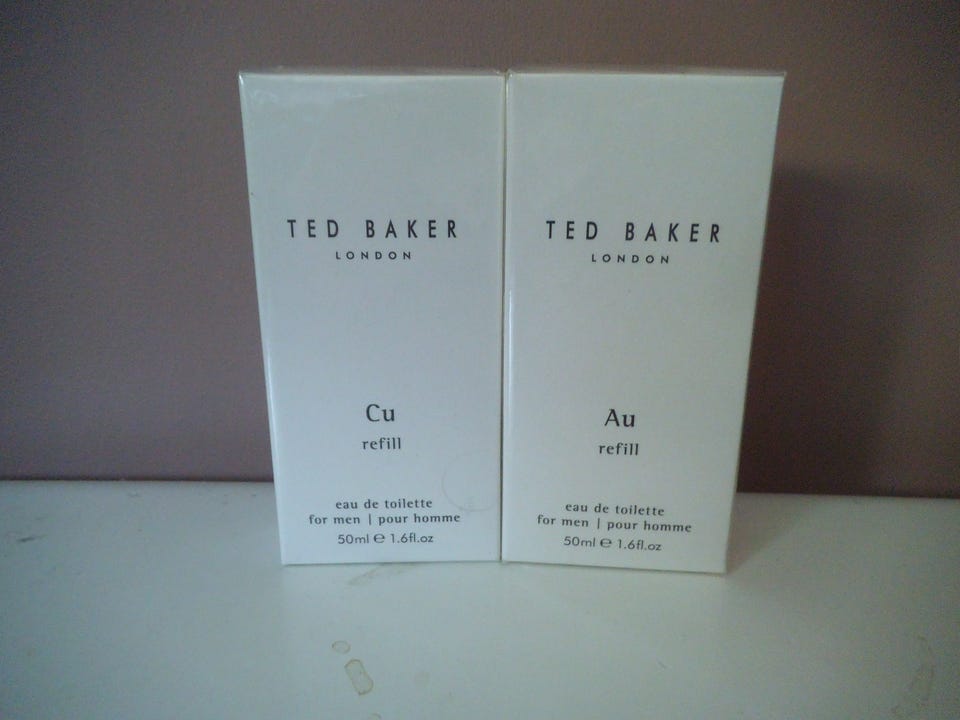 TED BAKER
LONDON
Cu
refill
eau de toilette
for men | pour homme
50ml ℮ 1.6fl.oz
TED BAKER
LONDON
Au
refill
eau de toilette
for men | pour homme
50ml ℮ 1.6fl.oz